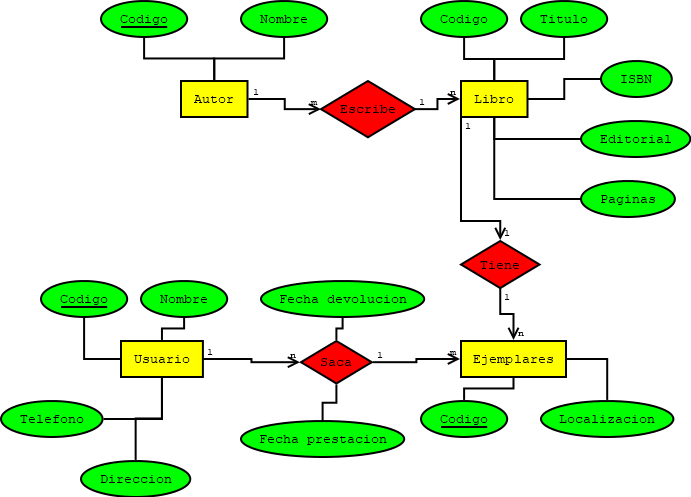 Codigo
Nombre
Codigo
Titulo
Autor
1
m
Escribe
1
n
Libro
ISBN
1
Editorial
Paginas
1
Tiene
1
n
Codigo
Nombre
Fecha devolucion
Usuario
1
n
Saca
1
m
Ejemplares
Telefono
Fecha prestacion
Codigo
Localizacion
Direccion